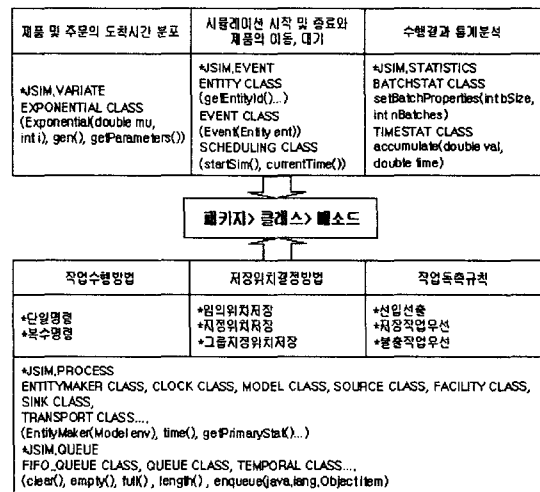 제품 및 주문의 도착시간 분포
시뮬레이션 시작 및 종료와
제품의 이동, 대기
수행결과 통계분석
*JSIM.VARIATE
EXPONENTIAL CLASS
(Exponential(double mu,
int i), gen(), getParameters())
*JSIM.EVENT
ENTITY CLASS
(getEntityId()...)
EVENT CLASS
(Event(Entity ent))
SCHEDULING CLASS
(startSim(), currentTime())
*JSIM.STATISTICS
BATCHSTAT CLASS
setBatchProperties(int bSize,
int nBatches)
TIMESTAT CLASS
accumulate(double val,
double time)
패키지> 클래스> 메소드
작업수행방법
저장위치결정방법
작업독촉규칙
*단일명령
*복수명령
*임의위치저장
*지정위치저장
*그룹지정위치저장
*선입선출
*저장작업우선
*불출작업우선
*JSIM.PROCESS
ENTITYMAKER CLASS, CLOCK CLASS, MODEL CLASS, SOURCE CLASS, FACILITY CLASS,
SINK CLASS,
TRANSPORT CLASS...,
(EntityMaker(Model env), time(), getPrimaryStat()...)
*JSIM.QUEUE
FIFO_QUEUE CLASS, QUEUE CLASS, TEMPORAL CLASS...,
(clear(), empty(), full(), length(), enqueue(java.lang.Object item)